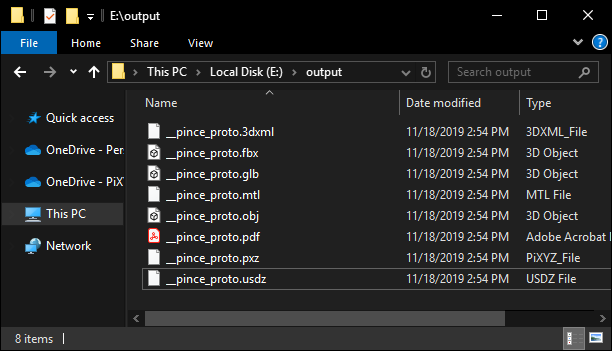 E:\output
File Home Share View
This PC Local Disk (E:) output Search output
Name Date modified Type
Quick access
OneDrive - Pers
OneDrive - PiXY
This PC
Network
__pince_proto.3dxml 11/18/2019 2:54 PM 3DXML_File
__pince_proto.fbx 11/18/2019 2:54 PM 3D Object
__pince_proto.glb 11/18/2019 2:54 PM 3D Object
__pince_proto.mtl 11/18/2019 2:54 PM MTL File
__pince_proto.obj 11/18/2019 2:54 PM 3D Object
__pince_proto.pdf 11/18/2019 2:54 PM Adobe Acrobat
__pince_proto.pxz 11/18/2019 2:54 PM PiXYZ_File
__pince_proto.usdz 11/18/2019 2:54 PM USDZ File
8 items